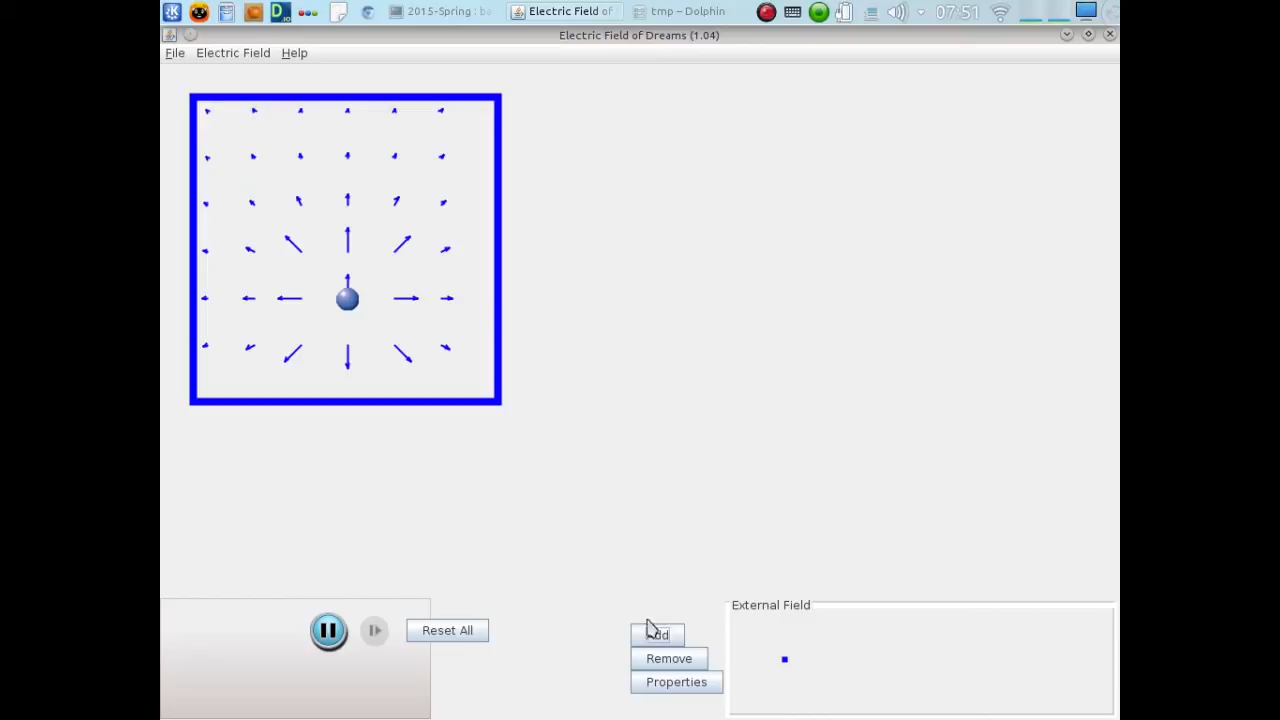 2015-Spring : ba
Electric Field of
tmp – Dolphin
07:51
Electric Field of Dreams (1.04)
File Electric Field Help
External Field
Reset All
Add
Remove
Properties